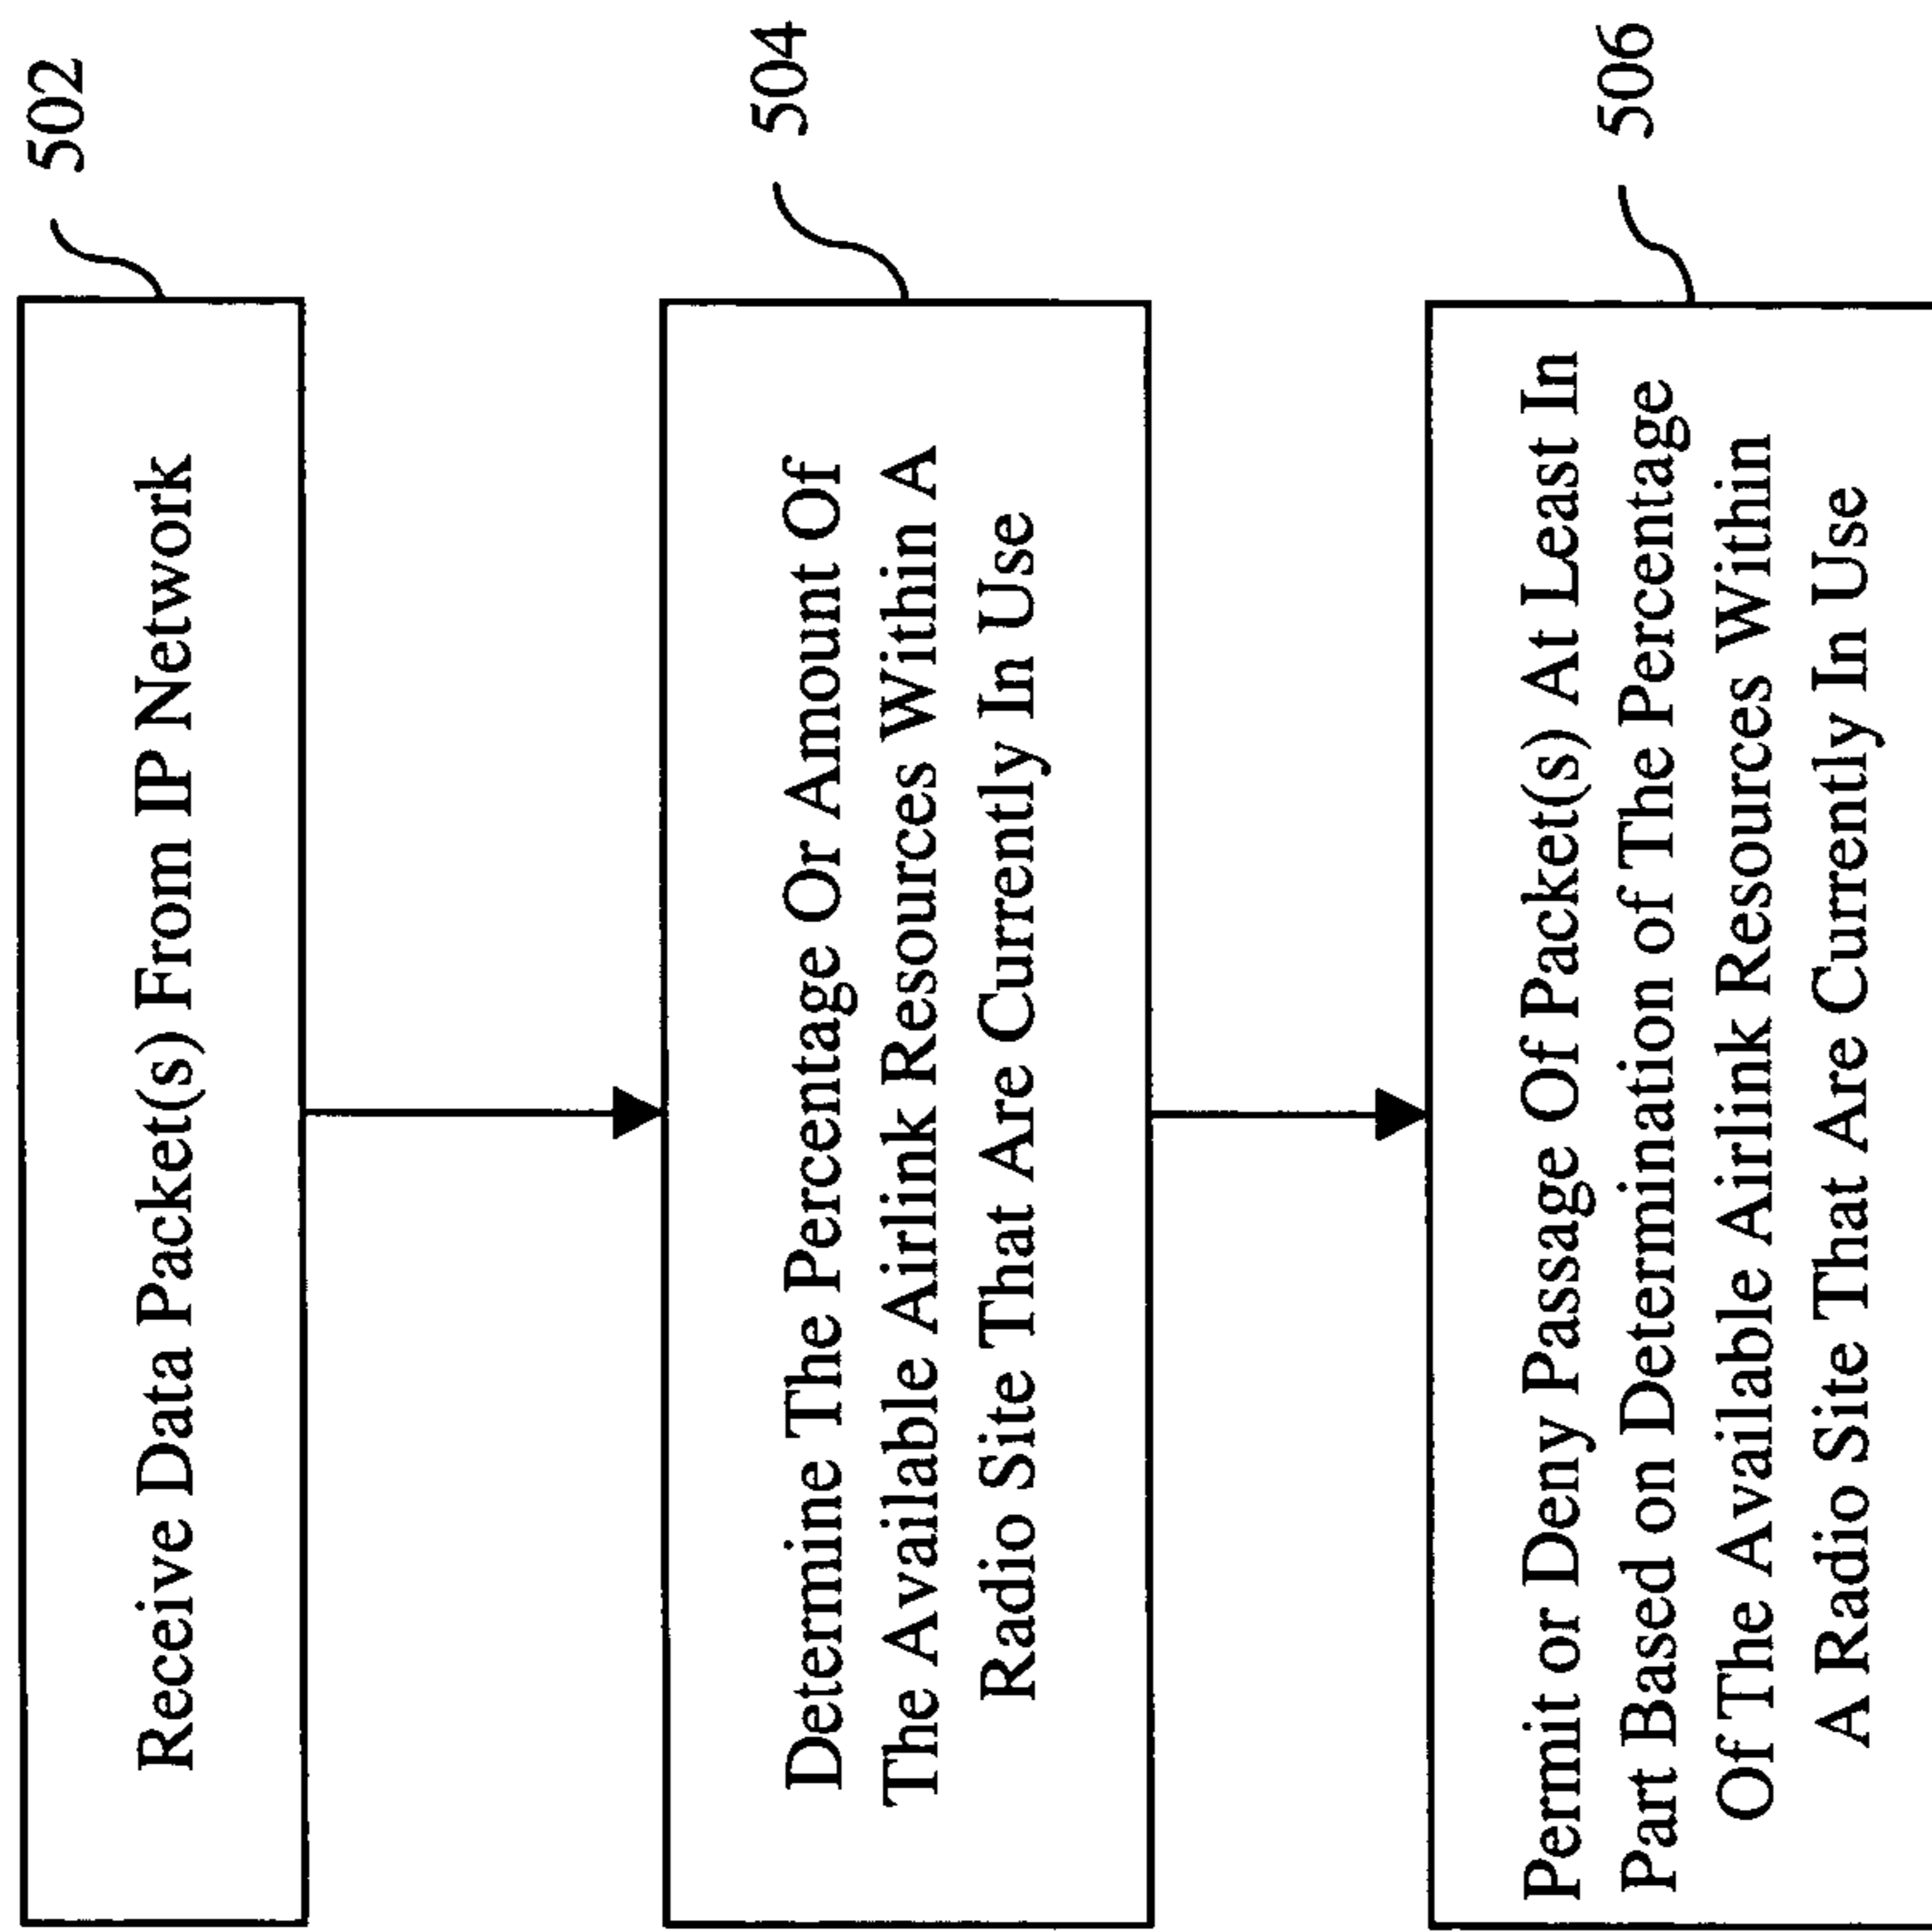 Receive Data Packet(s) From IP Network
502
Determine The Percentage Or Amount Of
The Available Airlink Resources Within A
Radio Site That Are Currently In Use
504
Permit or Deny Passage Of Packet(s) At Least In
Part Based on Determination of The Percentage
Of The Available Airlink Resources Within
A Radio Site That Are Currently In Use
506